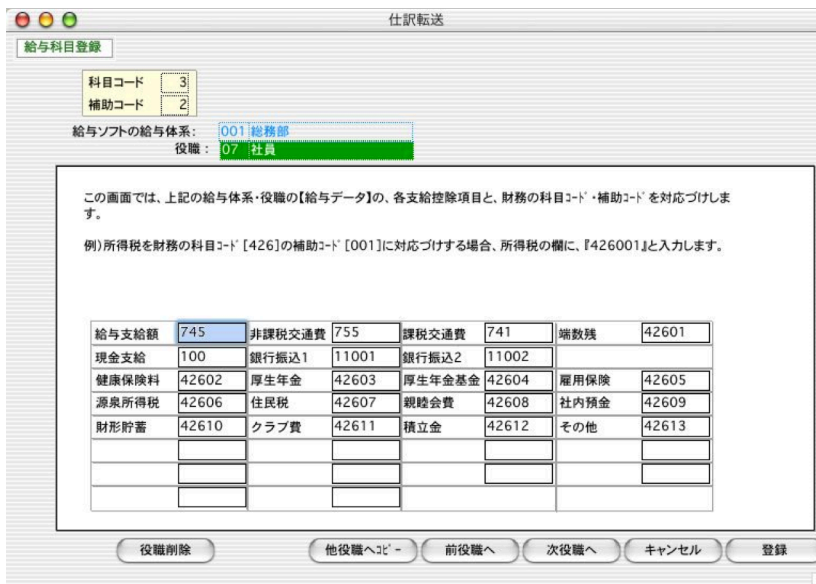 仕訳転送
給与科目登録
科目コード 3
補助コード 2
給与ソフトの給与体系: 001 総務部
役職: 07 社員
この画面では、上記の給与体系・役職の【給与データ】の、各支給控除項目と、財務の科目ｺｰﾄﾞ・補助ｺｰﾄﾞを対応づけしま
す。
例)所得税を財務の科目ｺｰﾄﾞ[426]の補助ｺｰﾄﾞ[001]に対応づけする場合、所得税の欄に、『426001』と入力します。
給与支給額 745 非課税交通費 755 課税交通費 741 端数残 42601
現金支給 100 銀行振込1 11001 銀行振込2 11002
健康保険料 42602 厚生年金 42603 厚生年金基金 42604 雇用保険 42605
源泉所得税 42606 住民税 42607 親睦会費 42608 社内預金 42609
財形貯蓄 42610 クラブ費 42611 積立金 42612 その他 42613
役職削除 他役職へｺﾋﾟｰ 前役職へ 次役職へ キャンセル 登録